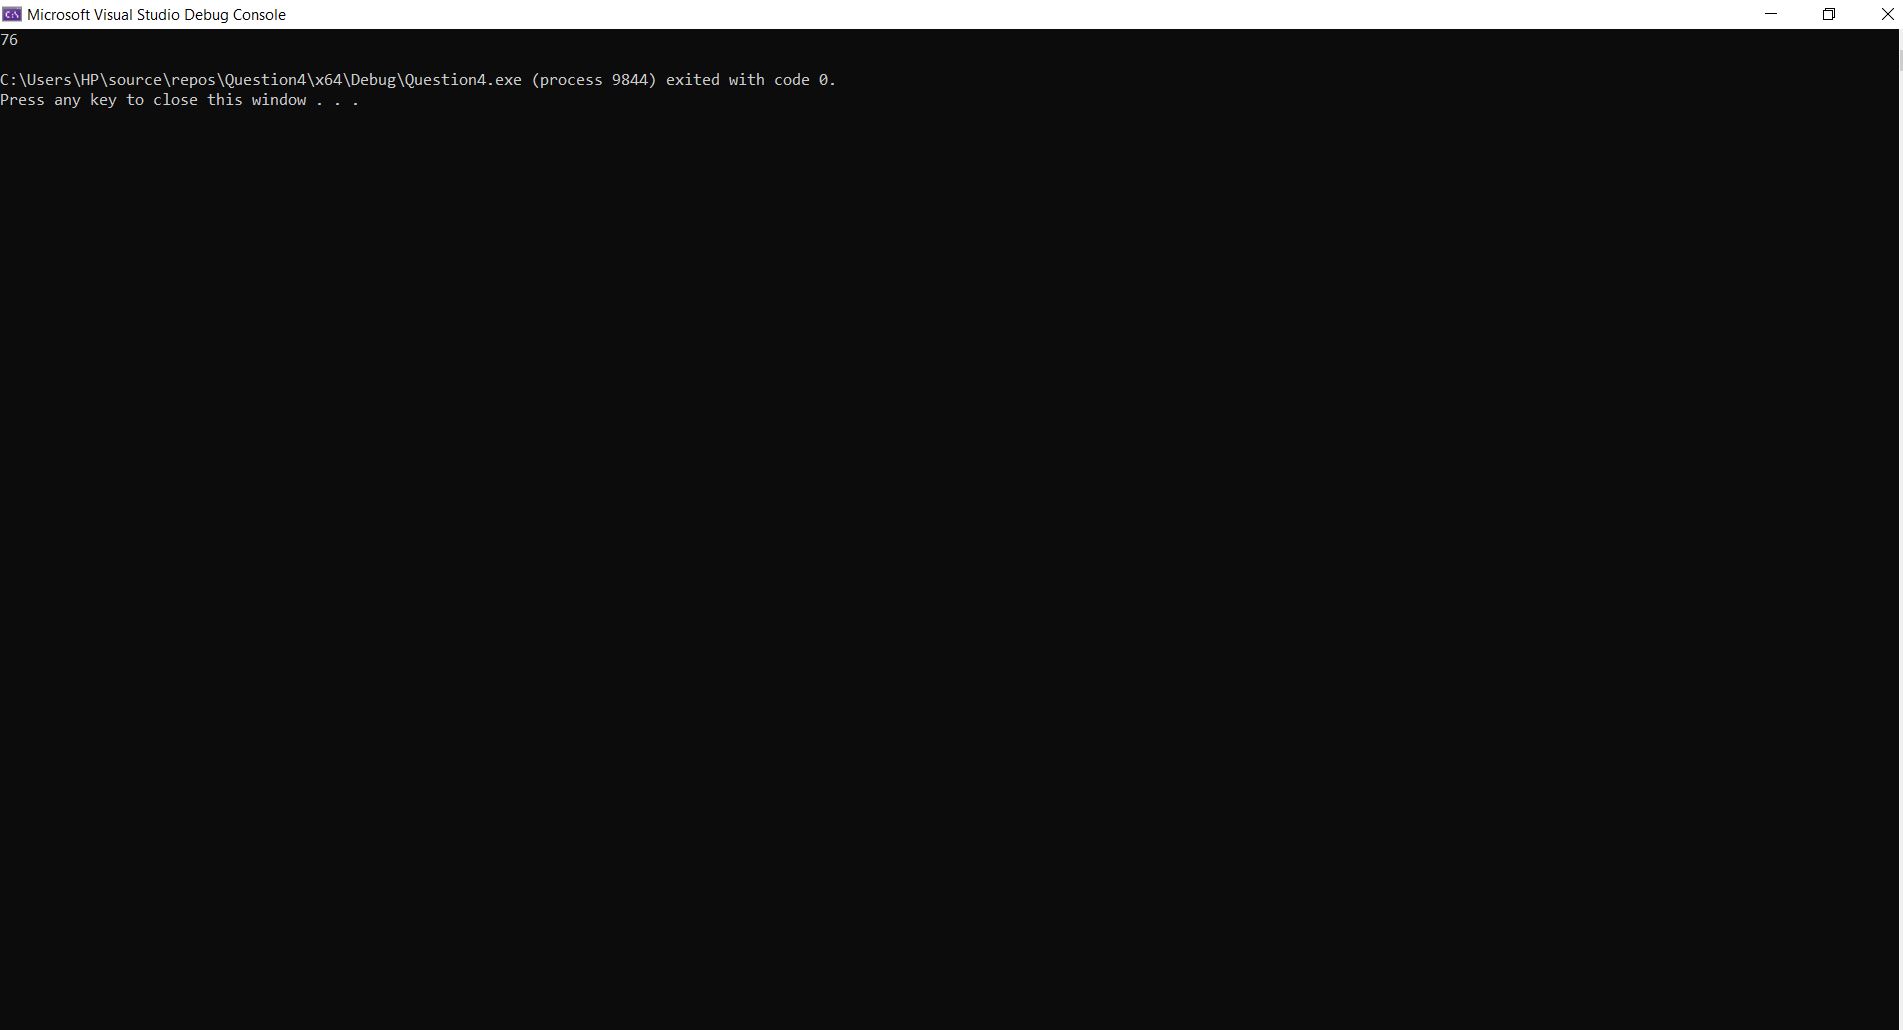 Microsoft Visual Studio Debug Console
76
C:\Users\HP\source\repos\Question4\x64\Debug\Question4.exe (process 9844) exited with code 0.
Press any key to close this window . . .